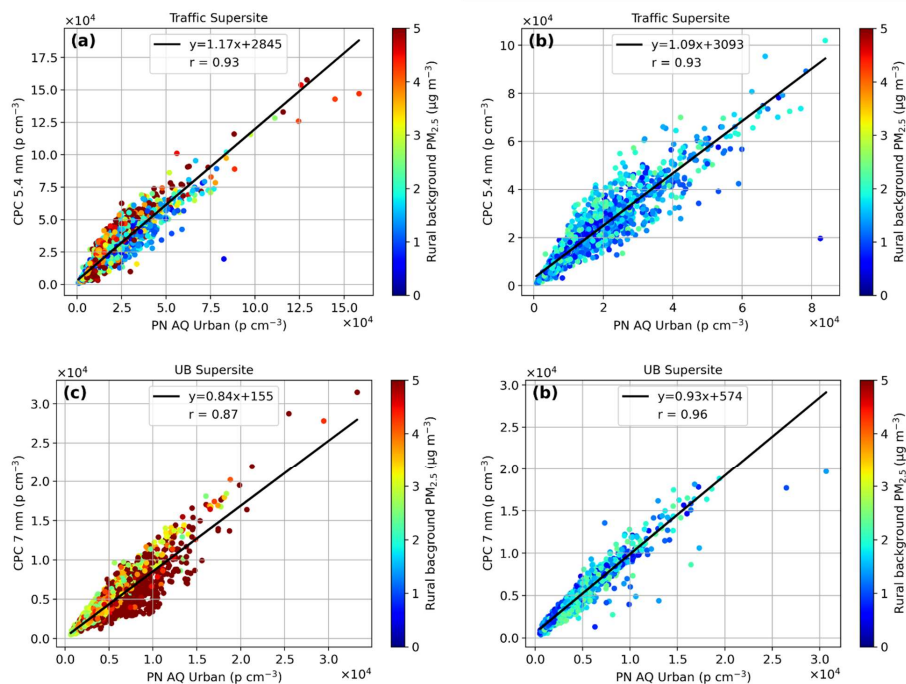 Traffic Supersite
×10⁴
(a)
y=1.17x+2845
r = 0.93
17.5
15.0
12.5
10.0
7.5
5.0
2.5
0.0
CPC 5.4 nm (p cm⁻³)
0.0 2.5 5.0 7.5 10.0 12.5 15.0
PN AQ Urban (p cm⁻³)
×10⁴
5
4
3
2
1
0
Rural background PM₂.₅ (µg m⁻³)
Traffic Supersite
×10⁴
(b)
y=1.09x+3093
r = 0.93
10
8
6
4
2
0
CPC 5.4 nm (p cm⁻³)
0 2 4 6 8
PN AQ Urban (p cm⁻³)
×10⁴
5
4
3
2
1
0
Rural background PM₂.₅ (µg m⁻³)
UB Supersite
×10⁴
(c)
y=0.84x+155
r = 0.87
3.0
2.5
2.0
1.5
1.0
0.5
0.0
CPC 7 nm (p cm⁻³)
0.0 0.5 1.0 1.5 2.0 2.5 3.0
PN AQ Urban (p cm⁻³)
×10⁴
5
4
3
2
1
0
Rural background PM₂.₅ (µg m⁻³)
UB Supersite
×10⁴
(b)
y=0.93x+574
r = 0.96
3.0
2.5
2.0
1.5
1.0
0.5
0.0
CPC 7 nm (p cm⁻³)
0.0 0.5 1.0 1.5 2.0 2.5 3.0
PN AQ Urban (p cm⁻³)
×10⁴
5
4
3
2
1
0
Rural background PM₂.₅ (µg m⁻³)